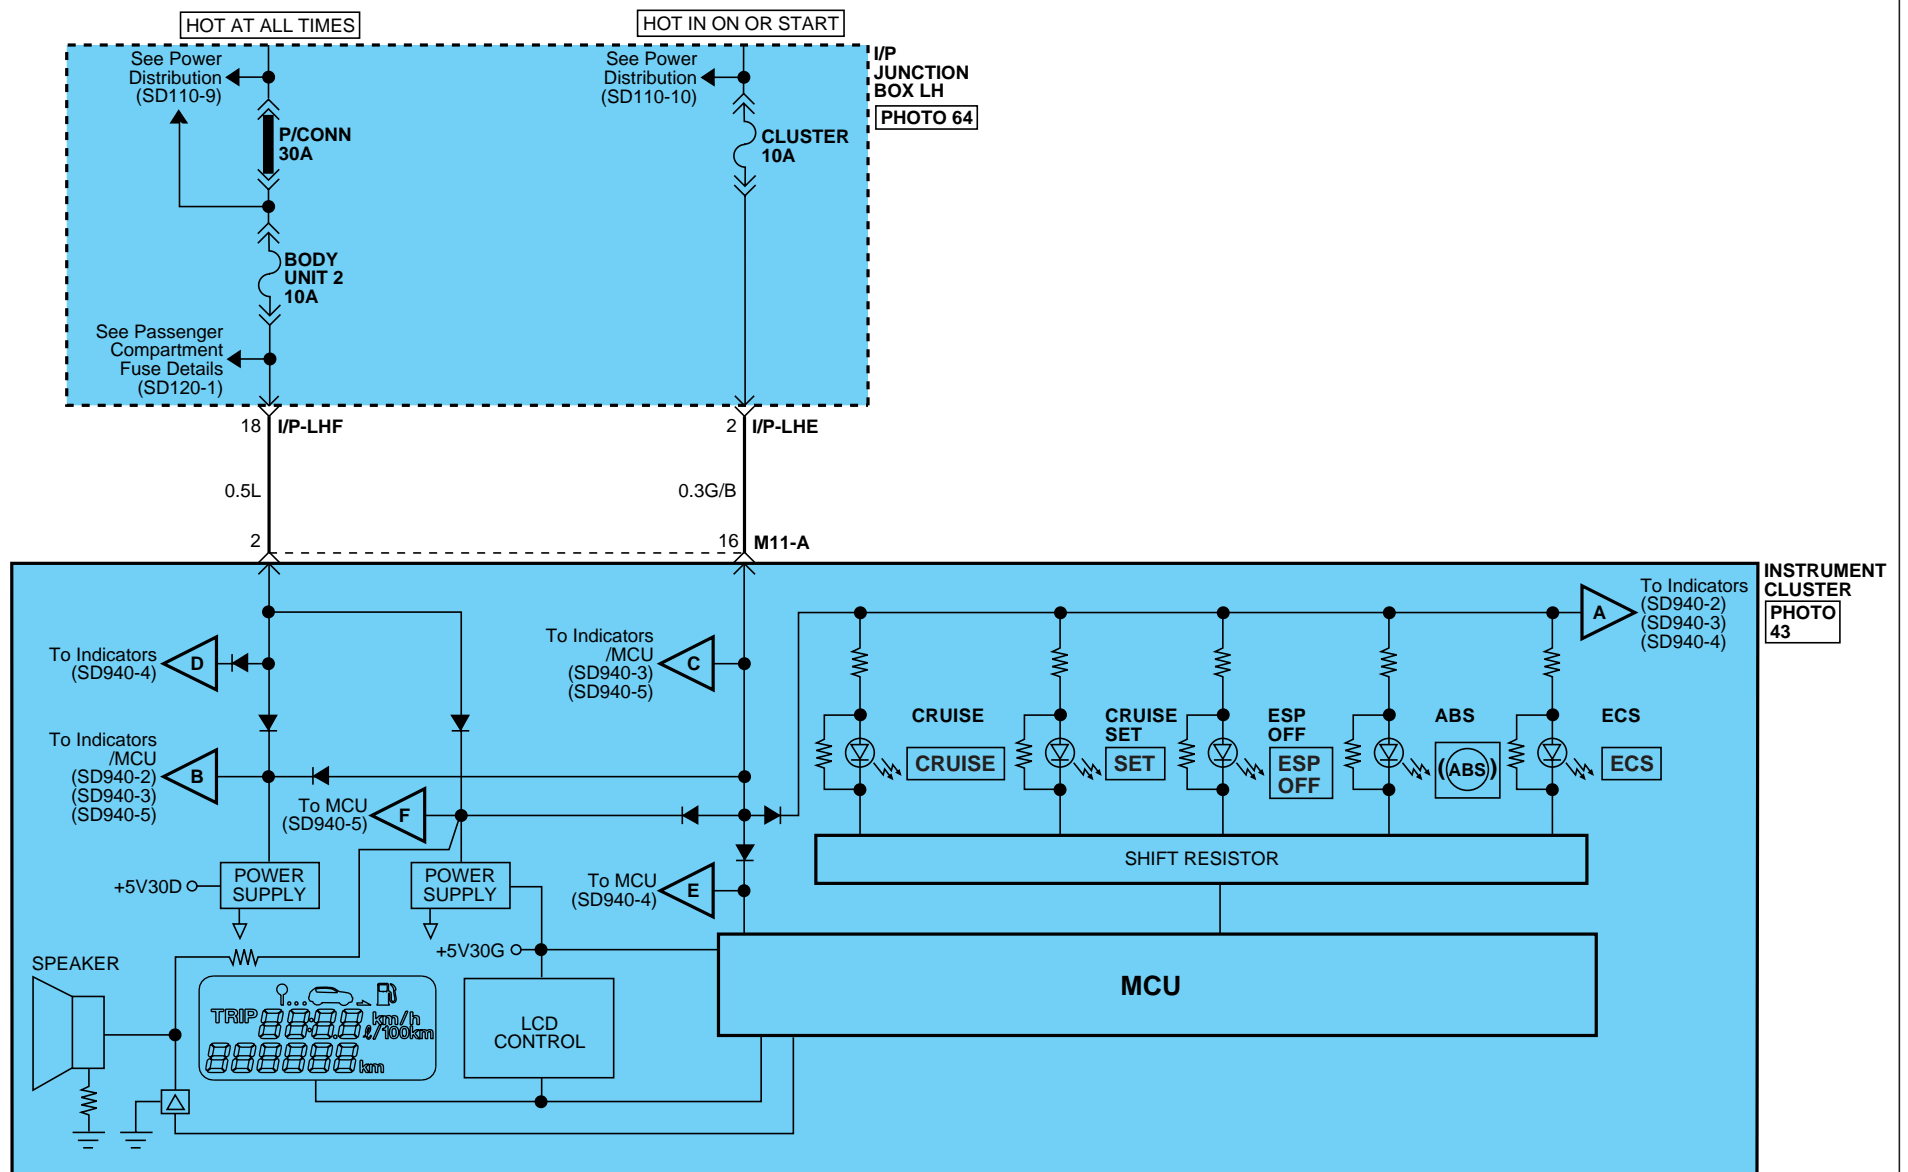 HOT AT ALL TIMES
HOT IN ON OR START
See Power
Distribution
(SD110-9)
P/CONN
30A
BODY
UNIT 2
10A
See Passenger
Compartment
Fuse Details
(SD120-1)
See Power
Distribution
(SD110-10)
CLUSTER
10A
I/P
JUNCTION
BOX LH
PHOTO 64
18 I/P-LHF
2 I/P-LHE
0.5L
0.3G/B
2
16 M11-A
INSTRUMENT
CLUSTER
PHOTO
43
To Indicators
(SD940-4)
D
To Indicators
/MCU
(SD940-2)
(SD940-3)
(SD940-5)
B
To MCU
(SD940-5)
F
To Indicators
/MCU
(SD940-3)
(SD940-5)
C
To MCU
(SD940-4)
E
A
To Indicators
(SD940-2)
(SD940-3)
(SD940-4)
CRUISE
CRUISE
CRUISE
SET
SET
ESP
OFF
ESP
OFF
ABS
(ABS)
ECS
ECS
SHIFT RESISTOR
MCU
+5V30D
POWER
SUPPLY
POWER
SUPPLY
+5V30G
SPEAKER
TRIP 88:8.8 km/h
ℓ/100km
888888 km
LCD
CONTROL